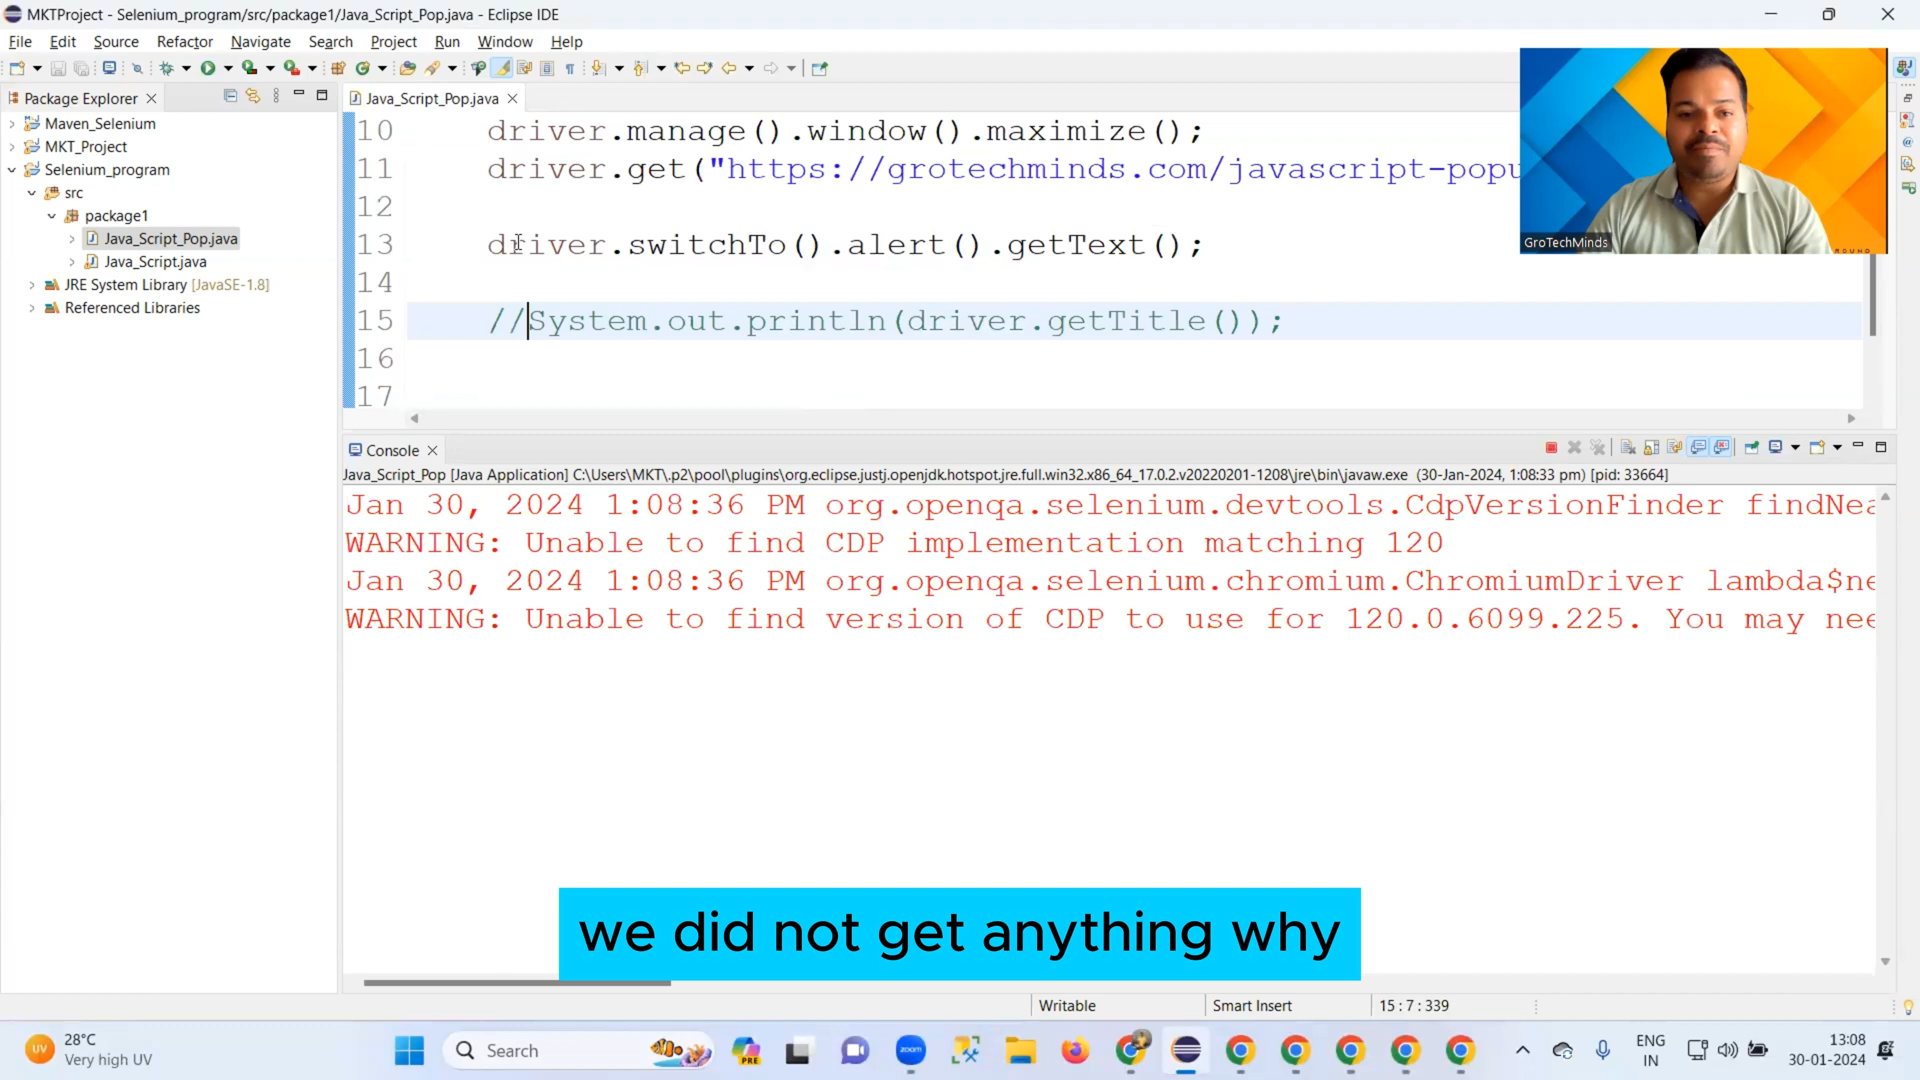 MKTProject - Selenium_program/src/package1/Java_Script_Pop.java - Eclipse IDE
File Edit Source Refactor Navigate Search Project Run Window Help
Package Explorer
Java_Script_Pop.java
Maven_Selenium
MKT_Project
Selenium_program
src
package1
Java_Script_Pop.java
Java_Script.java
JRE System Library [JavaSE-1.8]
Referenced Libraries
10 driver.manage().window().maximize();
11 driver.get("https://grotechminds.com/javascript-popu
12
13 driver.switchTo().alert().getText();
14
15 //System.out.println(driver.getTitle());
16
17
GroTechMinds
ROUND
Console
Java_Script_Pop [Java Application] C:\Users\MKT\.p2\pool\plugins\org.eclipse.justj.openjdk.hotspot.jre.full.win32.x86_64_17.0.2.v20220201-1208\jre\bin\javaw.exe (30-Jan-2024, 1:08:33 pm) [pid: 33664]
Jan 30, 2024 1:08:36 PM org.openqa.selenium.devtools.CdpVersionFinder findNea
WARNING: Unable to find CDP implementation matching 120
Jan 30, 2024 1:08:36 PM org.openqa.selenium.chromium.ChromiumDriver lambda$ne
WARNING: Unable to find version of CDP to use for 120.0.6099.225. You may nee
we did not get anything why
Writable Smart Insert 15 : 7 : 339
UV
28°C
Very high UV
Search
PRE
zoom
ENG
IN
13:08
30-01-2024